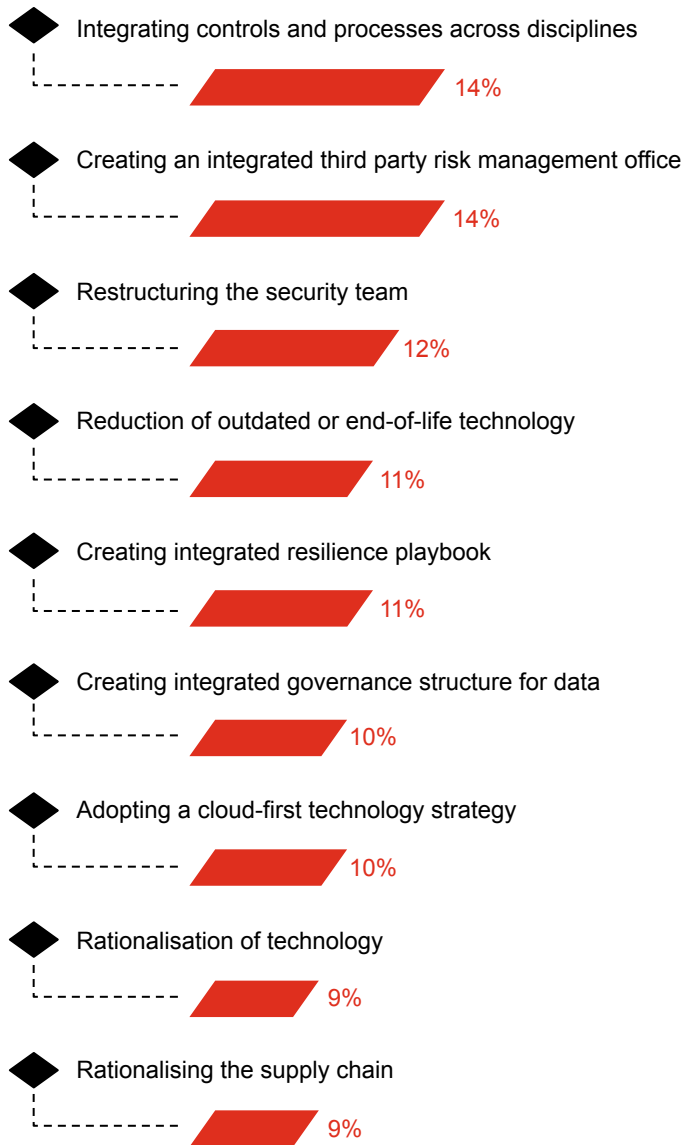 Integrating controls and processes across disciplines
14%
Creating an integrated third party risk management office
14%
Restructuring the security team
12%
Reduction of outdated or end-of-life technology
11%
Creating integrated resilience playbook
11%
Creating integrated governance structure for data
10%
Adopting a cloud-first technology strategy
10%
Rationalisation of technology
9%
Rationalising the supply chain
9%